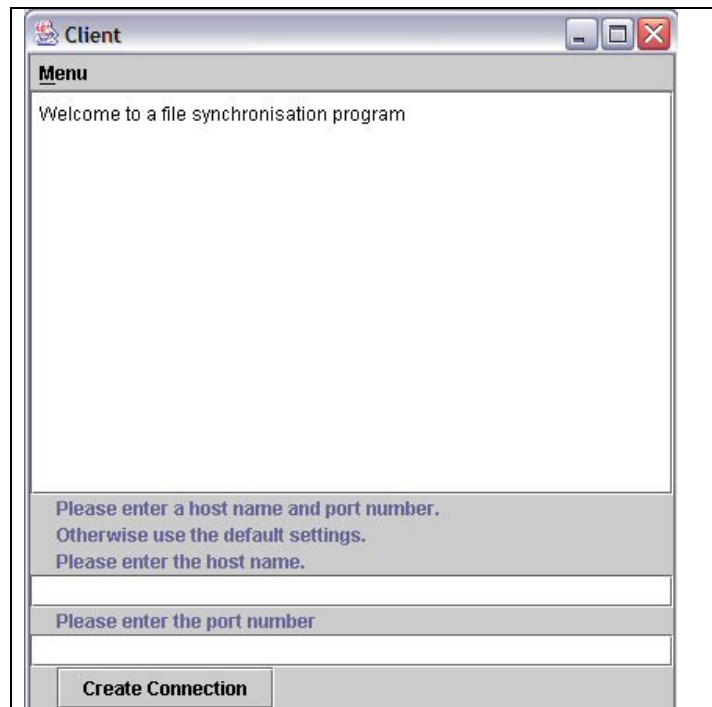 Client
Menu
Welcome to a file synchronisation program
Please enter a host name and port number.
Otherwise use the default settings.
Please enter the host name.
Please enter the port number
Create Connection